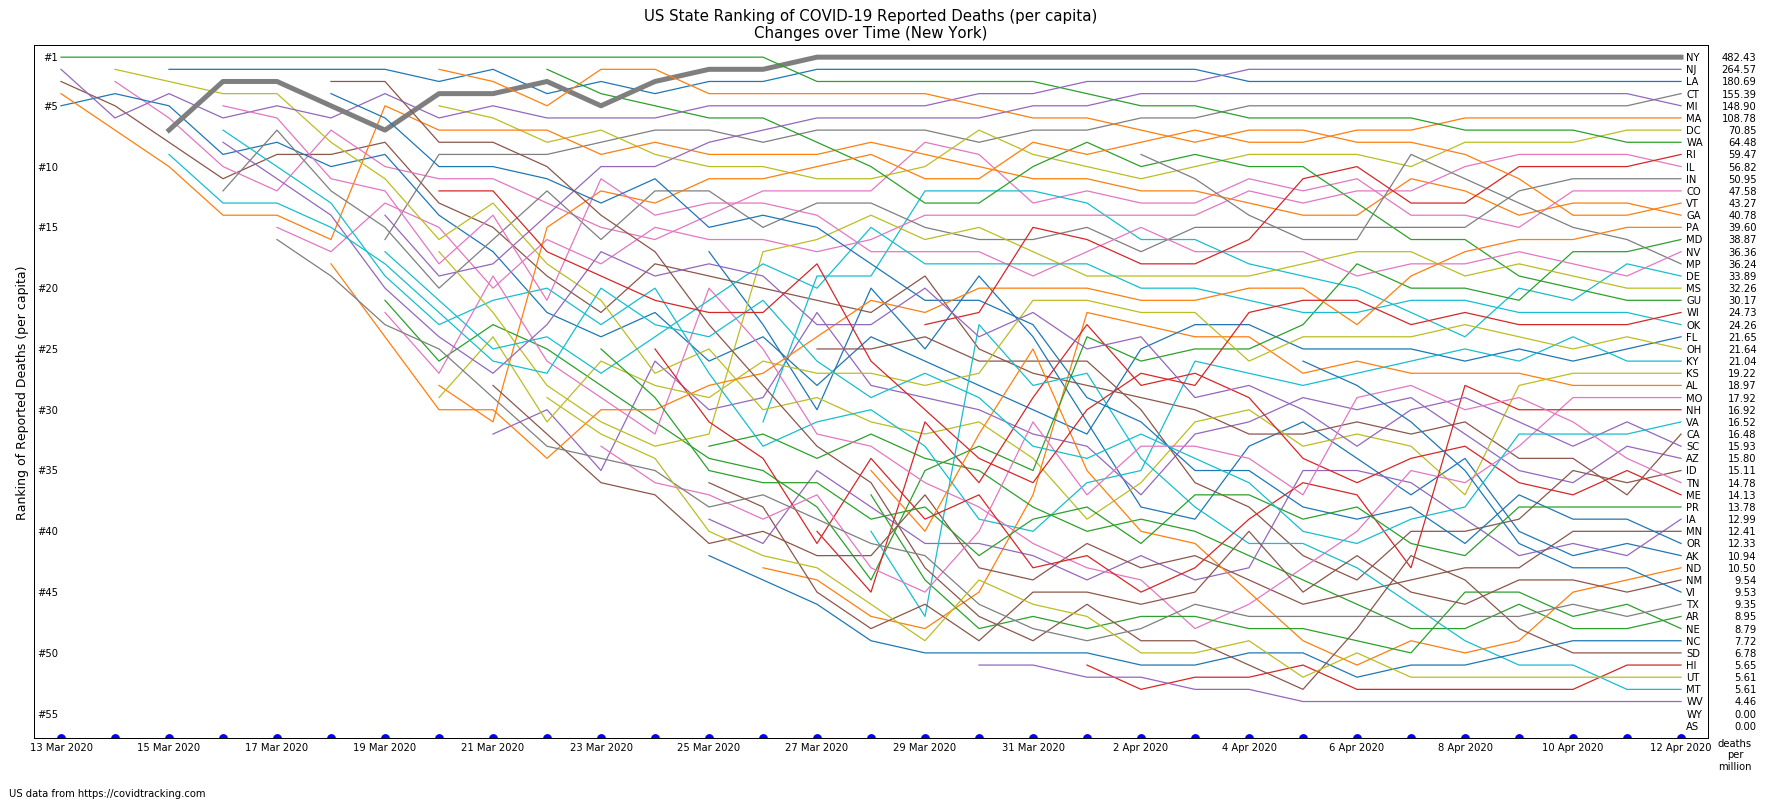 US State Ranking of COVID-19 Reported Deaths (per capita)
Changes over Time (New York)
Ranking of Reported Deaths (per capita)
#1
#5
#10
#15
#20
#25
#30
#35
#40
#45
#50
#55
NY 482.43
NJ 264.57
LA 180.69
CT 155.39
MI 148.90
MA 108.78
DC 70.85
WA 64.48
RI 59.47
IL 56.82
IN 50.95
CO 47.58
VT 43.27
GA 40.78
PA 39.60
MD 38.87
NV 36.36
MP 36.24
DE 33.89
MS 32.26
GU 30.17
WI 24.73
OK 24.26
FL 21.65
OH 21.64
KY 21.04
KS 19.22
AL 18.97
MO 17.92
NH 16.92
VA 16.52
CA 16.48
SC 15.93
AZ 15.80
ID 15.11
TN 14.78
ME 14.13
PR 13.78
IA 12.99
MN 12.41
OR 12.33
AK 10.94
ND 10.50
NM 9.54
VI 9.53
TX 9.35
AR 8.95
NE 8.79
NC 7.72
SD 6.78
HI 5.65
UT 5.61
MT 5.61
WV 4.46
WY 0.00
AS 0.00
13 Mar 2020 15 Mar 2020 17 Mar 2020 19 Mar 2020 21 Mar 2020 23 Mar 2020 25 Mar 2020 27 Mar 2020 29 Mar 2020 31 Mar 2020 2 Apr 2020 4 Apr 2020 6 Apr 2020 8 Apr 2020 10 Apr 2020 12 Apr 2020
deaths
per
million
US data from https://covidtracking.com